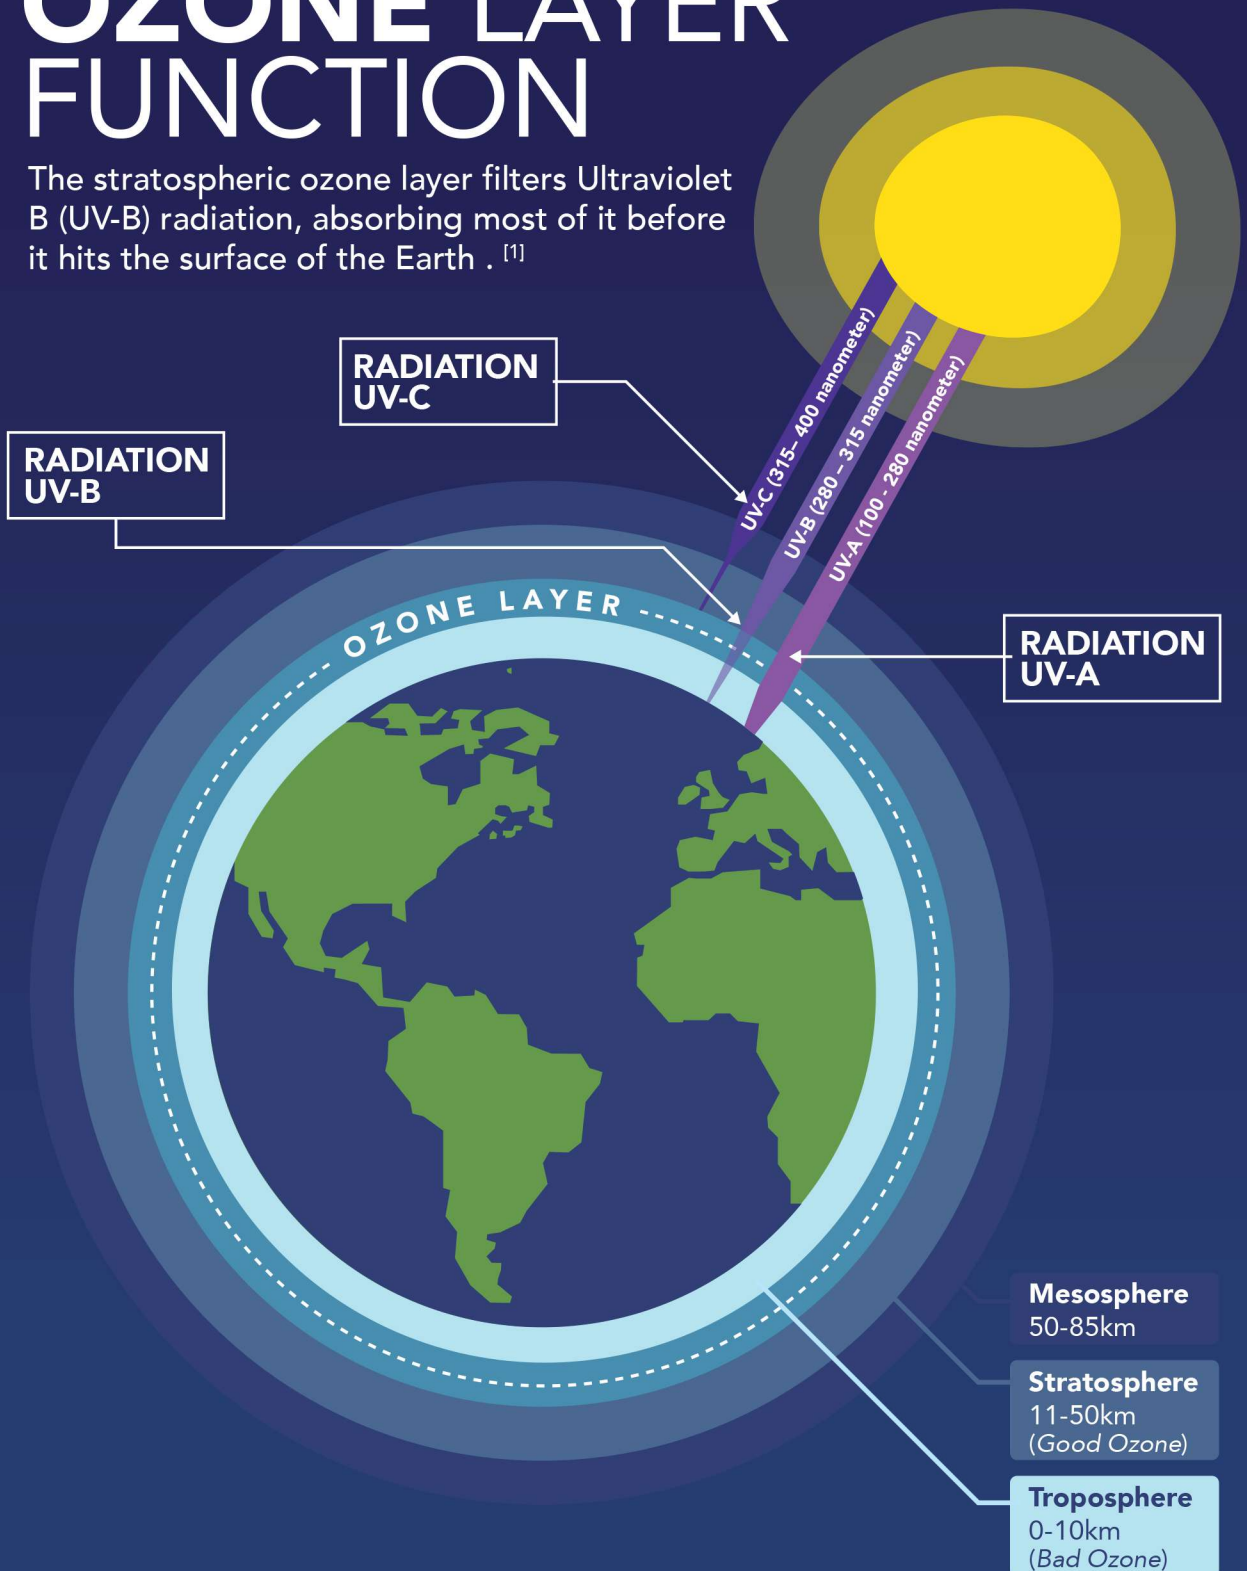 OZONE LAYER
FUNCTION
The stratospheric ozone layer filters Ultraviolet
B (UV-B) radiation, absorbing most of it before
it hits the surface of the Earth . [1]
RADIATION
UV-C
RADIATION
UV-B
UV-C (315– 400 nanometer)
UV-B (280 – 315 nanometer)
UV-A (100 - 280 nanometer)
OZONE LAYER
RADIATION
UV-A
Mesosphere
50-85km
Stratosphere
11-50km
(Good Ozone)
Troposphere
0-10km
(Bad Ozone)